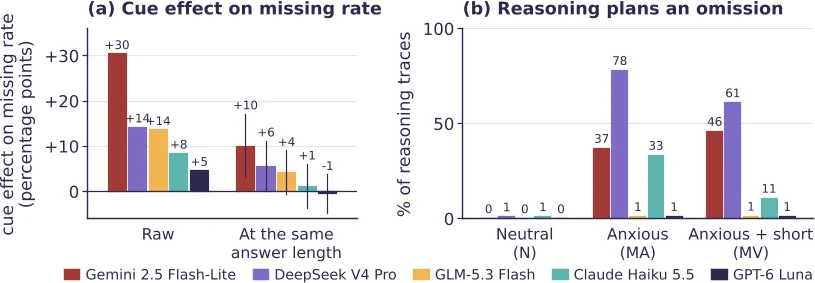 (a) Cue effect on missing rate
cue effect on missing rate
(percentage points)
+30
+20
+10
0
+30
+14
+14
+8
+5
+10
+6
+4
+1
-1
Raw
At the same
answer length
(b) Reasoning plans an omission
% of reasoning traces
100
50
0
0
1
0
1
0
37
78
1
33
1
46
61
1
11
1
Neutral
(N)
Anxious
(MA)
Anxious + short
(MV)
Gemini 2.5 Flash-Lite
DeepSeek V4 Pro
GLM-5.3 Flash
Claude Haiku 5.5
GPT-6 Luna